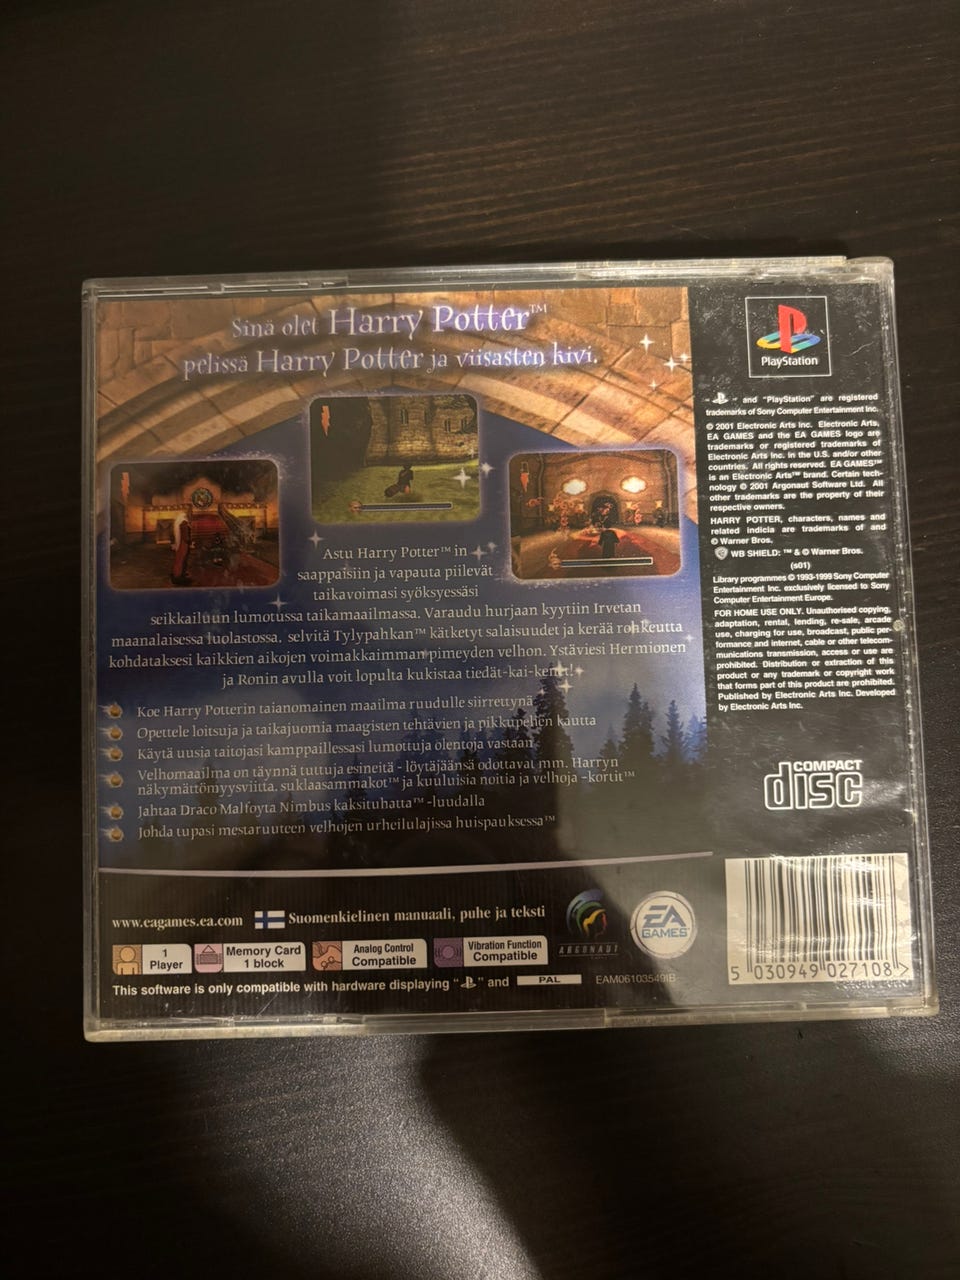 Sinä olet Harry Potter™
pelissä Harry Potter ja viisasten kivi.
Astu Harry Potter™ in
saappaisiin ja vapauta piilevät
taikavoimasi syöksyessäsi
seikkailuun lumotussa taikamaailmassa. Varaudu hurjaan kyytiin Irvetan
maanalaisessa luolastossa, selvitä Tylypahkan™ kätketyt salaisuudet ja kerää rohkeutta
kohdataksesi kaikkien aikojen voimakkaimman pimeyden velhon. Ystäviesi Hermionen
ja Ronin avulla voit lopulta kukistaa tiedät-kai-kenet!
Koe Harry Potterin taianomainen maailma ruudulle siirrettynä
Opettele loitsuja ja taikajuomia maagisten tehtävien ja pikkupelien kautta
Käytä uusia taitojasi kamppaillessasi lumottuja olentoja vastaan
Velhomaailma on täynnä tuttuja esineitä - löytäjäänsä odottavat mm. Harryn
näkymättömyysviitta, suklaasammakot™ ja kuuluisia noitia ja velhoja -kortit™
Jahtaa Draco Malfoyta Nimbus kaksituhatta™ -luudalla
Johda tupasi mestaruuteen velhojen urheilulajissa huispauksessa™
www.eagames.ea.com Suomenkielinen manuaali, puhe ja teksti
ARGONAUT
EA
GAMES™
1
Player
Memory Card
1 block
Analog Control
Compatible
Vibration Function
Compatible
This software is only compatible with hardware displaying " " and PAL
EAM06103549IB
PlayStation
" " and "PlayStation" are registered
trademarks of Sony Computer Entertainment Inc.
© 2001 Electronic Arts Inc. Electronic Arts,
EA GAMES and the EA GAMES logo are
trademarks or registered trademarks of
Electronic Arts Inc. in the U.S. and/or other
countries. All rights reserved. EA GAMES™
is an Electronic Arts™ brand. Certain tech-
nology © 2001 Argonaut Software Ltd. All
other trademarks are the property of their
respective owners.
HARRY POTTER, characters, names and
related indicia are trademarks of and
© Warner Bros.
WB SHIELD: ™ & © Warner Bros.
(s01)
Library programmes © 1993-1999 Sony Computer
Entertainment Inc. exclusively licensed to Sony
Computer Entertainment Europe.
FOR HOME USE ONLY. Unauthorised copying,
adaptation, rental, lending, re-sale, arcade
use, charging for use, broadcast, public per-
formance and internet, cable or other telecom-
munications transmission, access or use are
prohibited. Distribution or extraction of this
product or any trademark or copyright work
that forms part of this product are prohibited.
Published by Electronic Arts Inc. Developed
by Electronic Arts Inc.
COMPACT
disc
5 030949 027108 >